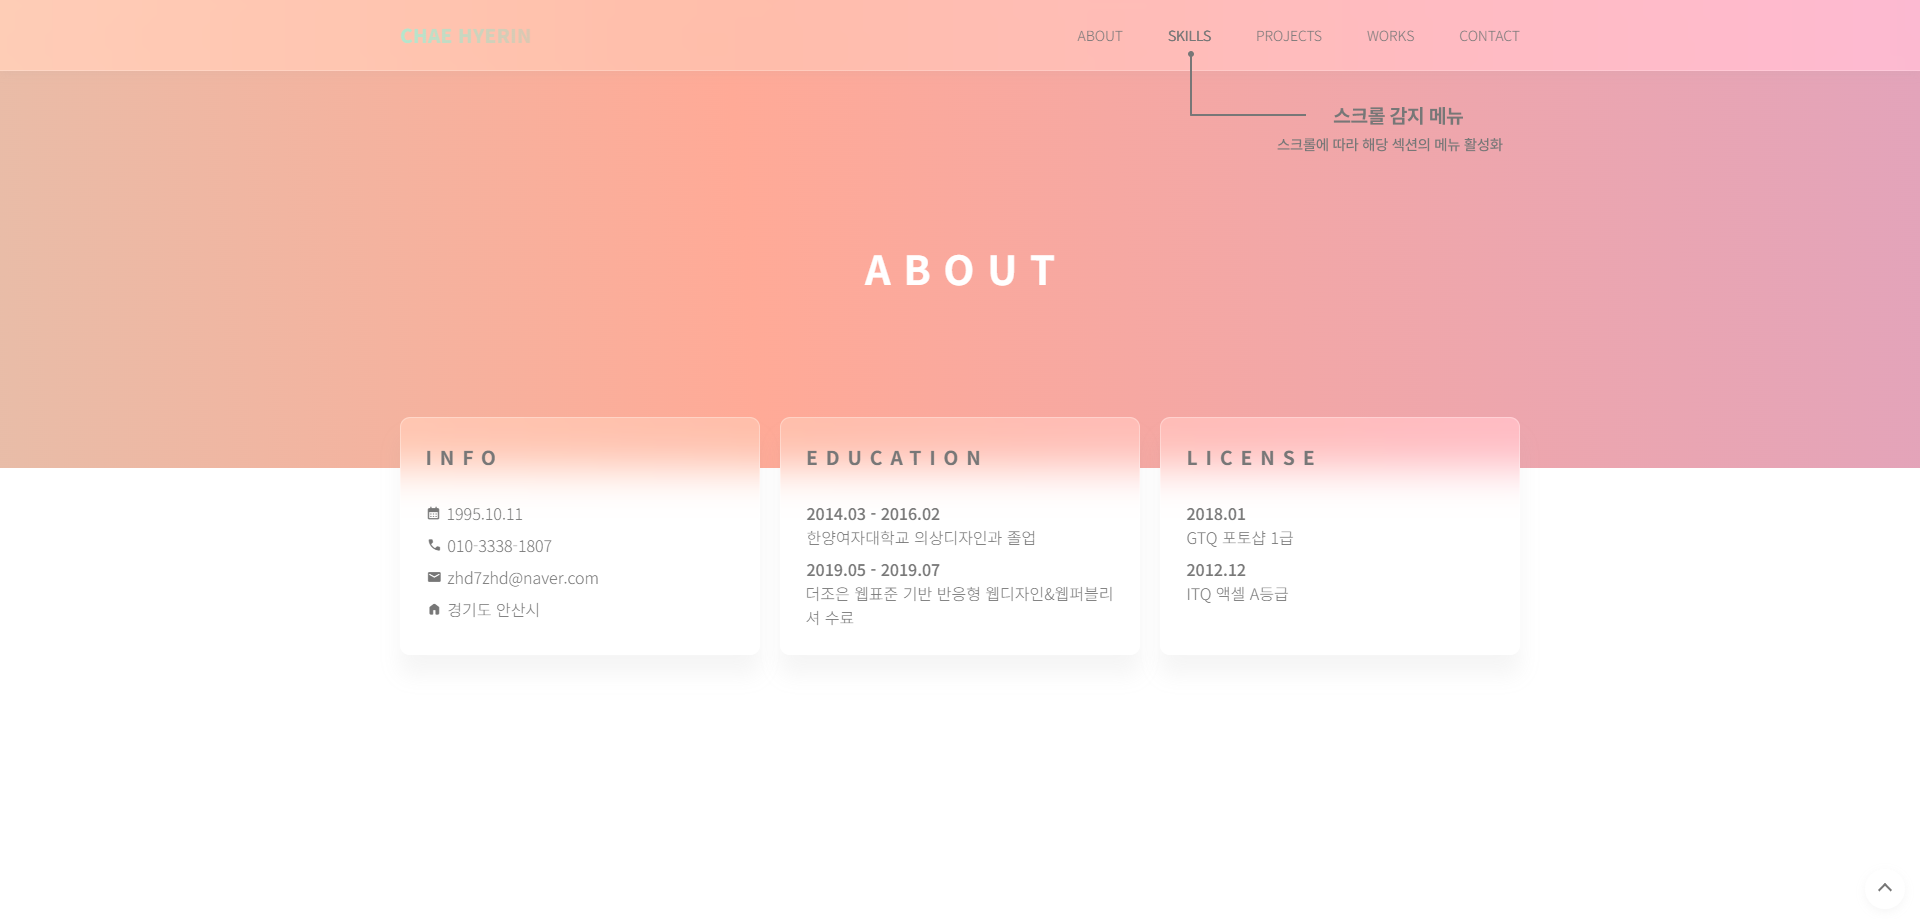 CHAE HYERIN
ABOUT SKILLS PROJECTS WORKS CONTACT
스크롤 감지 메뉴
스크롤에 따라 해당 섹션의 메뉴 활성화
ABOUT
INFO
1995.10.11
010-3338-1807
zhd7zhd@naver.com
경기도 안산시
EDUCATION
2014.03 - 2016.02
한양여자대학교 의상디자인과 졸업
2019.05 - 2019.07
더조은 웹표준 기반 반응형 웹디자인&웹퍼블리
셔 수료
LICENSE
2018.01
GTQ 포토샵 1급
2012.12
ITQ 액셀 A등급